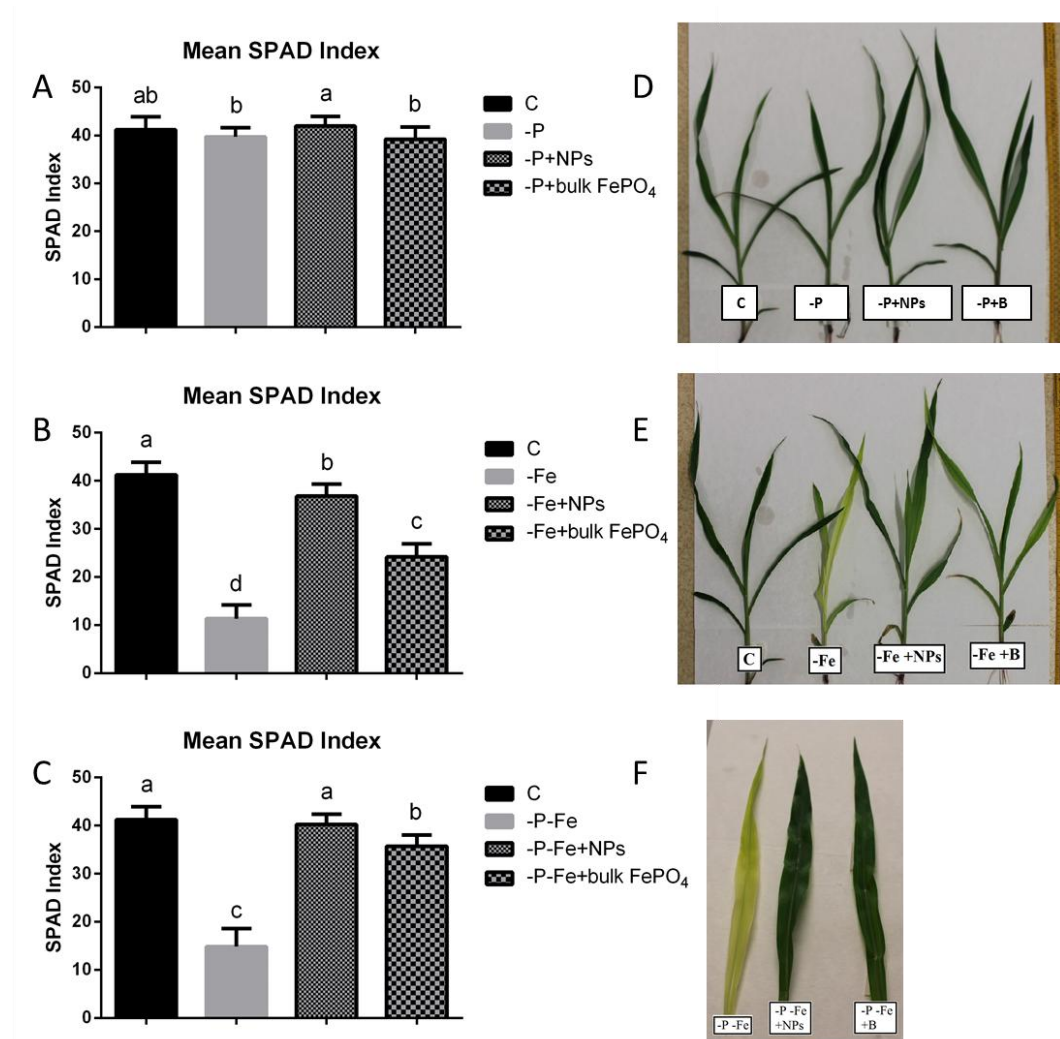 A
Mean SPAD Index
SPAD Index
50
40
30
20
10
0
ab
b
a
b
C
-P
-P+NPs
-P+bulk FePO4
D
C
-P
-P+NPs
-P+B
B
Mean SPAD Index
SPAD Index
50
40
30
20
10
0
a
d
b
c
C
-Fe
-Fe+NPs
-Fe+bulk FePO4
E
C
-Fe
-Fe +NPs
-Fe +B
C
Mean SPAD Index
SPAD Index
50
40
30
20
10
0
a
c
a
b
C
-P-Fe
-P-Fe+NPs
-P-Fe+bulk FePO4
F
-P -Fe
-P -Fe
+NPs
-P -Fe
+B